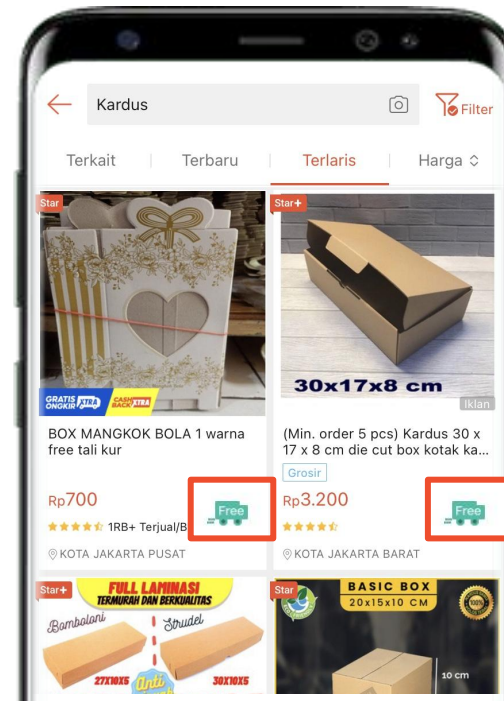 Kardus
Filter
Terkait
Terbaru
Terlaris
Harga
Star
Star+
GRATIS ONGKIR XTRA
CASHBACK XTRA
30x17x8 cm
Iklan
BOX MANGKOK BOLA 1 warna
free tali kur
(Min. order 5 pcs) Kardus 30 x
17 x 8 cm die cut box kotak ka...
Grosir
Rp700
Free
Rp3.200
Free
1RB+ Terjual/B
KOTA JAKARTA PUSAT
KOTA JAKARTA BARAT
Star+
FULL LAMINASI
TERMURAH DAN BERKUALITAS
Bomboloni
Strudel
27X10X5
Anti
30X10X5
Star
BASIC BOX
20x15x10 CM
100%
10 cm